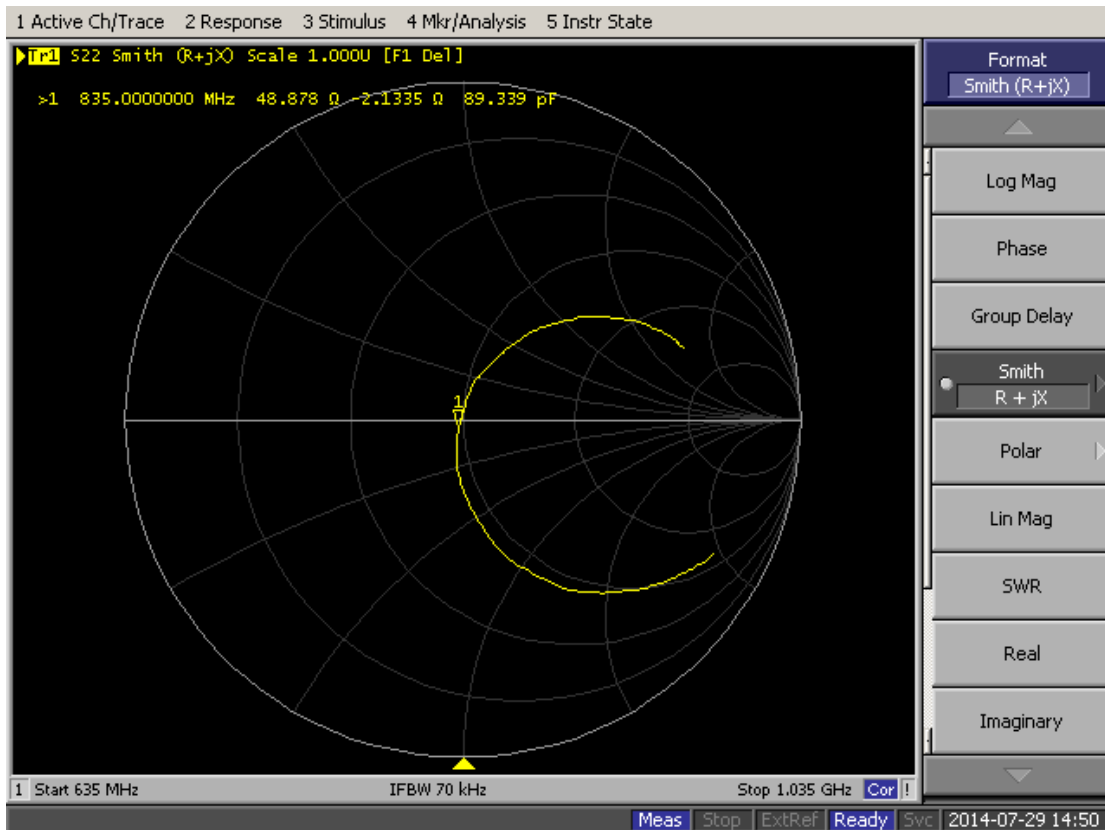 1 Active Ch/Trace 2 Response 3 Stimulus 4 Mkr/Analysis 5 Instr State
Tr1 S22 Smith (R+jX) Scale 1.000U [F1 Del]
>1 835.0000000 MHz 48.878 Ω -2.1335 Ω 89.339 pF
1
Format
Smith (R+jX)
Log Mag
Phase
Group Delay
Smith
R + jX
Polar
Lin Mag
SWR
Real
Imaginary
1 Start 635 MHz IFBW 70 kHz Stop 1.035 GHz Cor !
Meas Stop ExtRef Ready Svc 2014-07-29 14:50